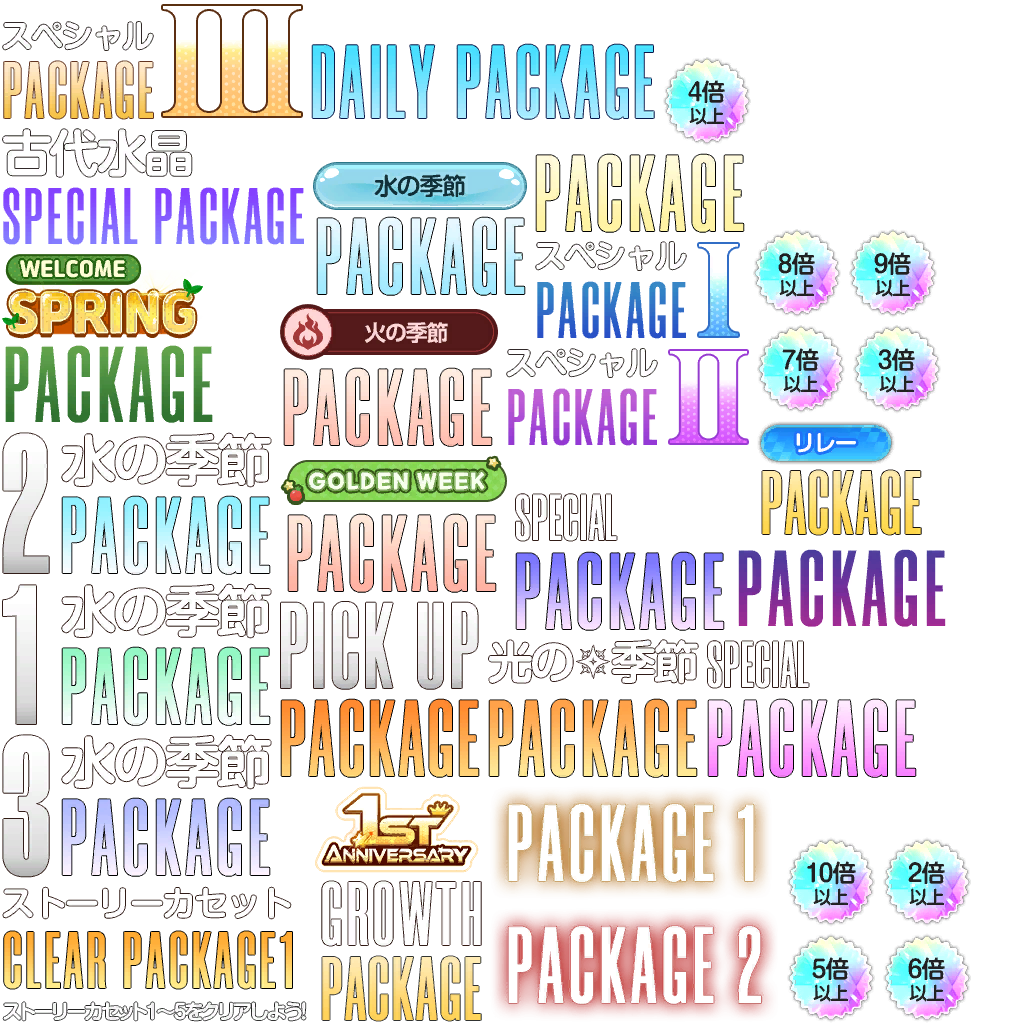 スペシャル
PACKAGE
III
DAILY PACKAGE
4倍
以上
古代水晶
SPECIAL PACKAGE
水の季節
PACKAGE
PACKAGE
WELCOME
SPRING
PACKAGE
火の季節
PACKAGE
スペシャル
PACKAGE
I
8倍
以上
9倍
以上
スペシャル
PACKAGE
II
7倍
以上
3倍
以上
リレー
PACKAGE
2
水の季節
PACKAGE
GOLDEN WEEK
PACKAGE
SPECIAL
PACKAGE
PACKAGE
1
水の季節
PACKAGE
PICK UP
PACKAGE
光の季節
PACKAGE
SPECIAL
PACKAGE
3
水の季節
PACKAGE
1ST
ANNIVERSARY
GROWTH
PACKAGE
PACKAGE 1
PACKAGE 2
10倍
以上
2倍
以上
5倍
以上
6倍
以上
ストーリーカセット
CLEAR PACKAGE1
ストーリーカセット1〜5をクリアしよう!